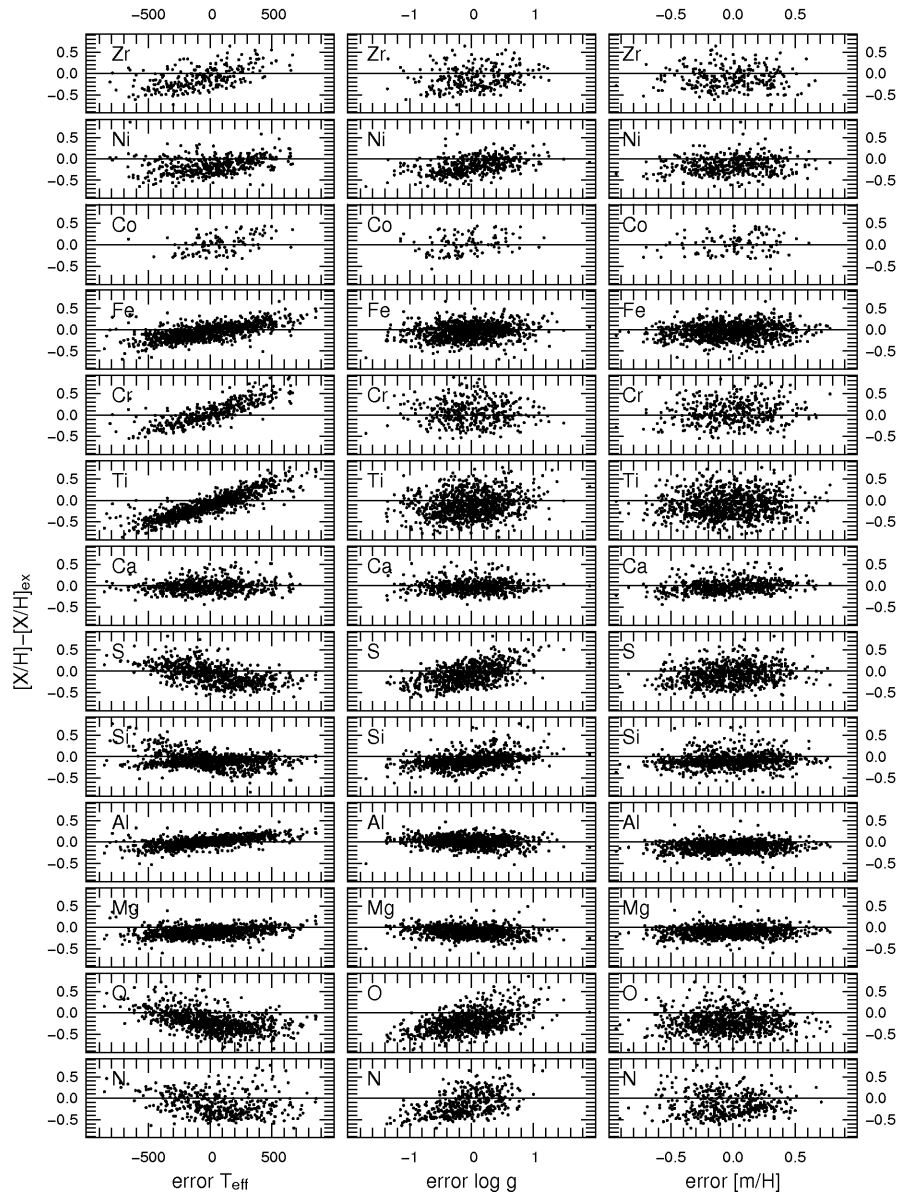 −500 0 500 −1 0 1 −0.5 0.0 0.5
0.5 Zr Zr Zr 0.5
0.0 0.0
−0.5 −0.5
0.5 Ni Ni Ni 0.5
0.0 0.0
−0.5 −0.5
0.5 Co Co Co 0.5
0.0 0.0
−0.5 −0.5
0.5 Fe Fe Fe 0.5
0.0 0.0
−0.5 −0.5
0.5 Cr Cr Cr 0.5
0.0 0.0
−0.5 −0.5
0.5 Ti Ti Ti 0.5
0.0 0.0
−0.5 −0.5
0.5 Ca Ca Ca 0.5
0.0 0.0
−0.5 −0.5
[X/H]−[X/H]ex
0.5 S S S 0.5
0.0 0.0
−0.5 −0.5
0.5 Si Si Si 0.5
0.0 0.0
−0.5 −0.5
0.5 Al Al Al 0.5
0.0 0.0
−0.5 −0.5
0.5 Mg Mg Mg 0.5
0.0 0.0
−0.5 −0.5
0.5 O O O 0.5
0.0 0.0
−0.5 −0.5
0.5 N N N 0.5
0.0 0.0
−0.5 −0.5
−500 0 500 −1 0 1 −0.5 0.0 0.5
error Teff error log g error [m/H]